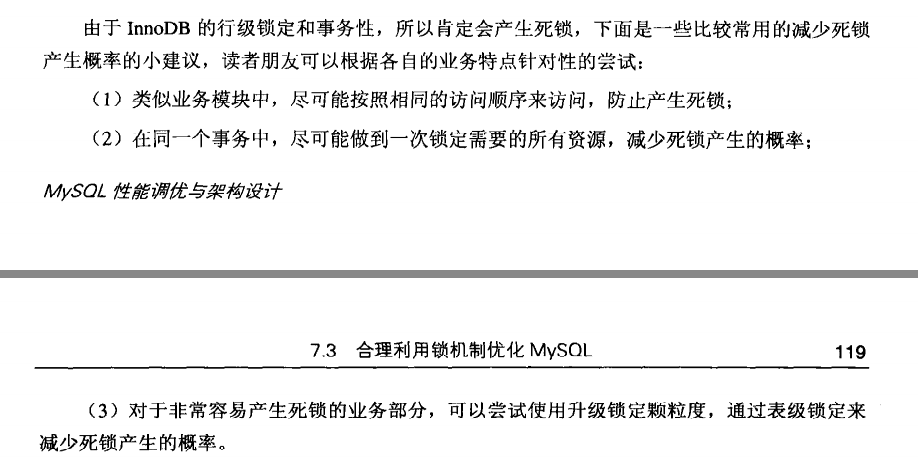 由于 InnoDB 的行级锁定和事务性，所以肯定会产生死锁，下面是一些比较常用的减少死锁
产生概率的小建议，读者朋友可以根据各自的业务特点针对性的尝试：
（1）类似业务模块中，尽可能按照相同的访问顺序来访问，防止产生死锁；
（2）在同一个事务中，尽可能做到一次锁定需要的所有资源，减少死锁产生的概率；
MySQL 性能调优与架构设计
7.3 合理利用锁机制优化 MySQL 119
（3）对于非常容易产生死锁的业务部分，可以尝试使用升级锁定颗粒度，通过表级锁定来
减少死锁产生的概率。